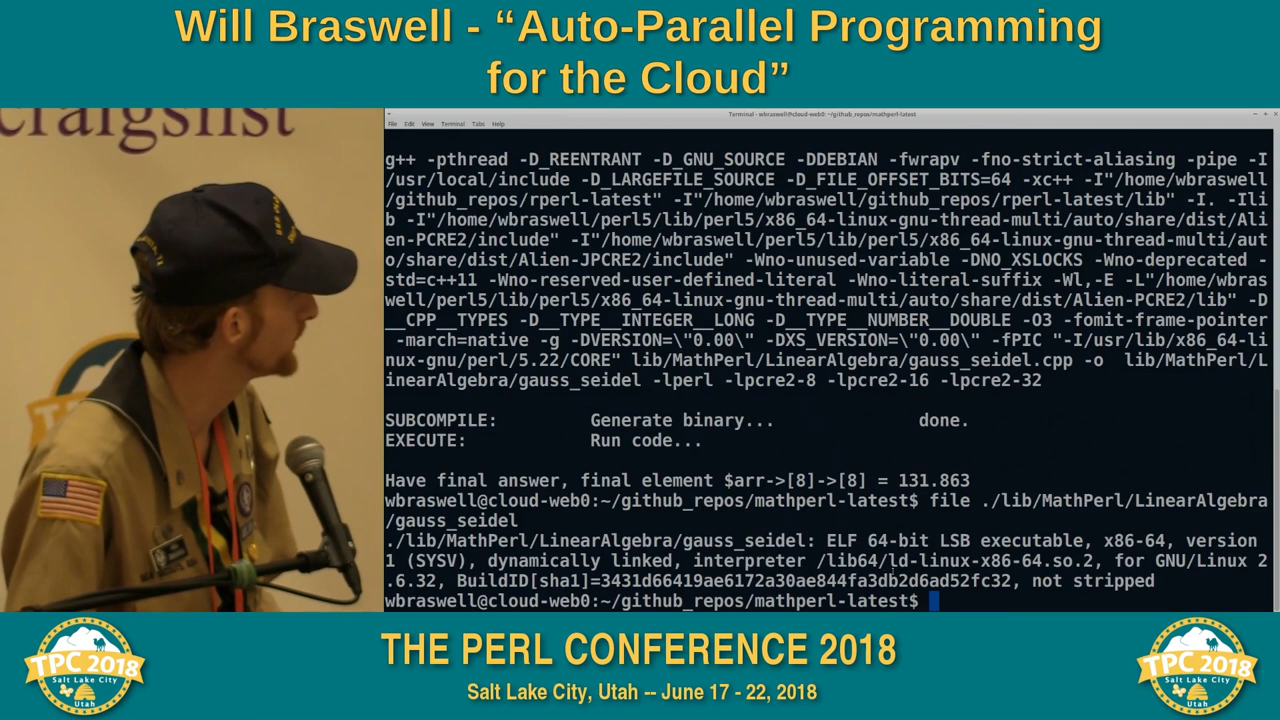 Will Braswell - “Auto-Parallel Programming
for the Cloud”
craigslist
Terminal - wbraswell@cloud-web0: ~/github_repos/mathperl-latest
File Edit View Terminal Tabs Help
g++ -pthread -D_REENTRANT -D_GNU_SOURCE -DDEBIAN -fwrapv -fno-strict-aliasing -pipe -I
/usr/local/include -D_LARGEFILE_SOURCE -D_FILE_OFFSET_BITS=64 -xc++ -I"/home/wbraswell
/github_repos/rperl-latest" -I"/home/wbraswell/github_repos/rperl-latest/lib" -I. -Ili
b -I"/home/wbraswell/perl5/lib/perl5/x86_64-linux-gnu-thread-multi/auto/share/dist/Ali
en-PCRE2/include" -I"/home/wbraswell/perl5/lib/perl5/x86_64-linux-gnu-thread-multi/aut
o/share/dist/Alien-JPCRE2/include" -Wno-unused-variable -DNO_XSLOCKS -Wno-deprecated -
std=c++11 -Wno-reserved-user-defined-literal -Wno-literal-suffix -Wl,-E -L"/home/wbras
well/perl5/lib/perl5/x86_64-linux-gnu-thread-multi/auto/share/dist/Alien-PCRE2/lib" -D
__CPP__TYPES -D__TYPE__INTEGER__LONG -D__TYPE__NUMBER__DOUBLE -O3 -fomit-frame-pointer
-march=native -g -DVERSION=\"0.00\" -DXS_VERSION=\"0.00\" -fPIC "-I/usr/lib/x86_64-li
nux-gnu/perl/5.22/CORE" lib/MathPerl/LinearAlgebra/gauss_seidel.cpp -o lib/MathPerl/L
inearAlgebra/gauss_seidel -lperl -lpcre2-8 -lpcre2-16 -lpcre2-32
SUBCOMPILE: Generate binary... done.
EXECUTE: Run code...
Have final answer, final element $arr->[8]->[8] = 131.863
wbraswell@cloud-web0:~/github_repos/mathperl-latest$ file ./lib/MathPerl/LinearAlgebra
/gauss_seidel
./lib/MathPerl/LinearAlgebra/gauss_seidel: ELF 64-bit LSB executable, x86-64, version
1 (SYSV), dynamically linked, interpreter /lib64/ld-linux-x86-64.so.2, for GNU/Linux 2
.6.32, BuildID[sha1]=3431d66419ae6172a30ae844fa3db2d6ad52fc32, not stripped
wbraswell@cloud-web0:~/github_repos/mathperl-latest$
TPC 2018
Salt Lake City
Utah
THE PERL CONFERENCE 2018
Salt Lake City, Utah -- June 17 - 22, 2018
TPC 2018
Salt Lake City
Utah